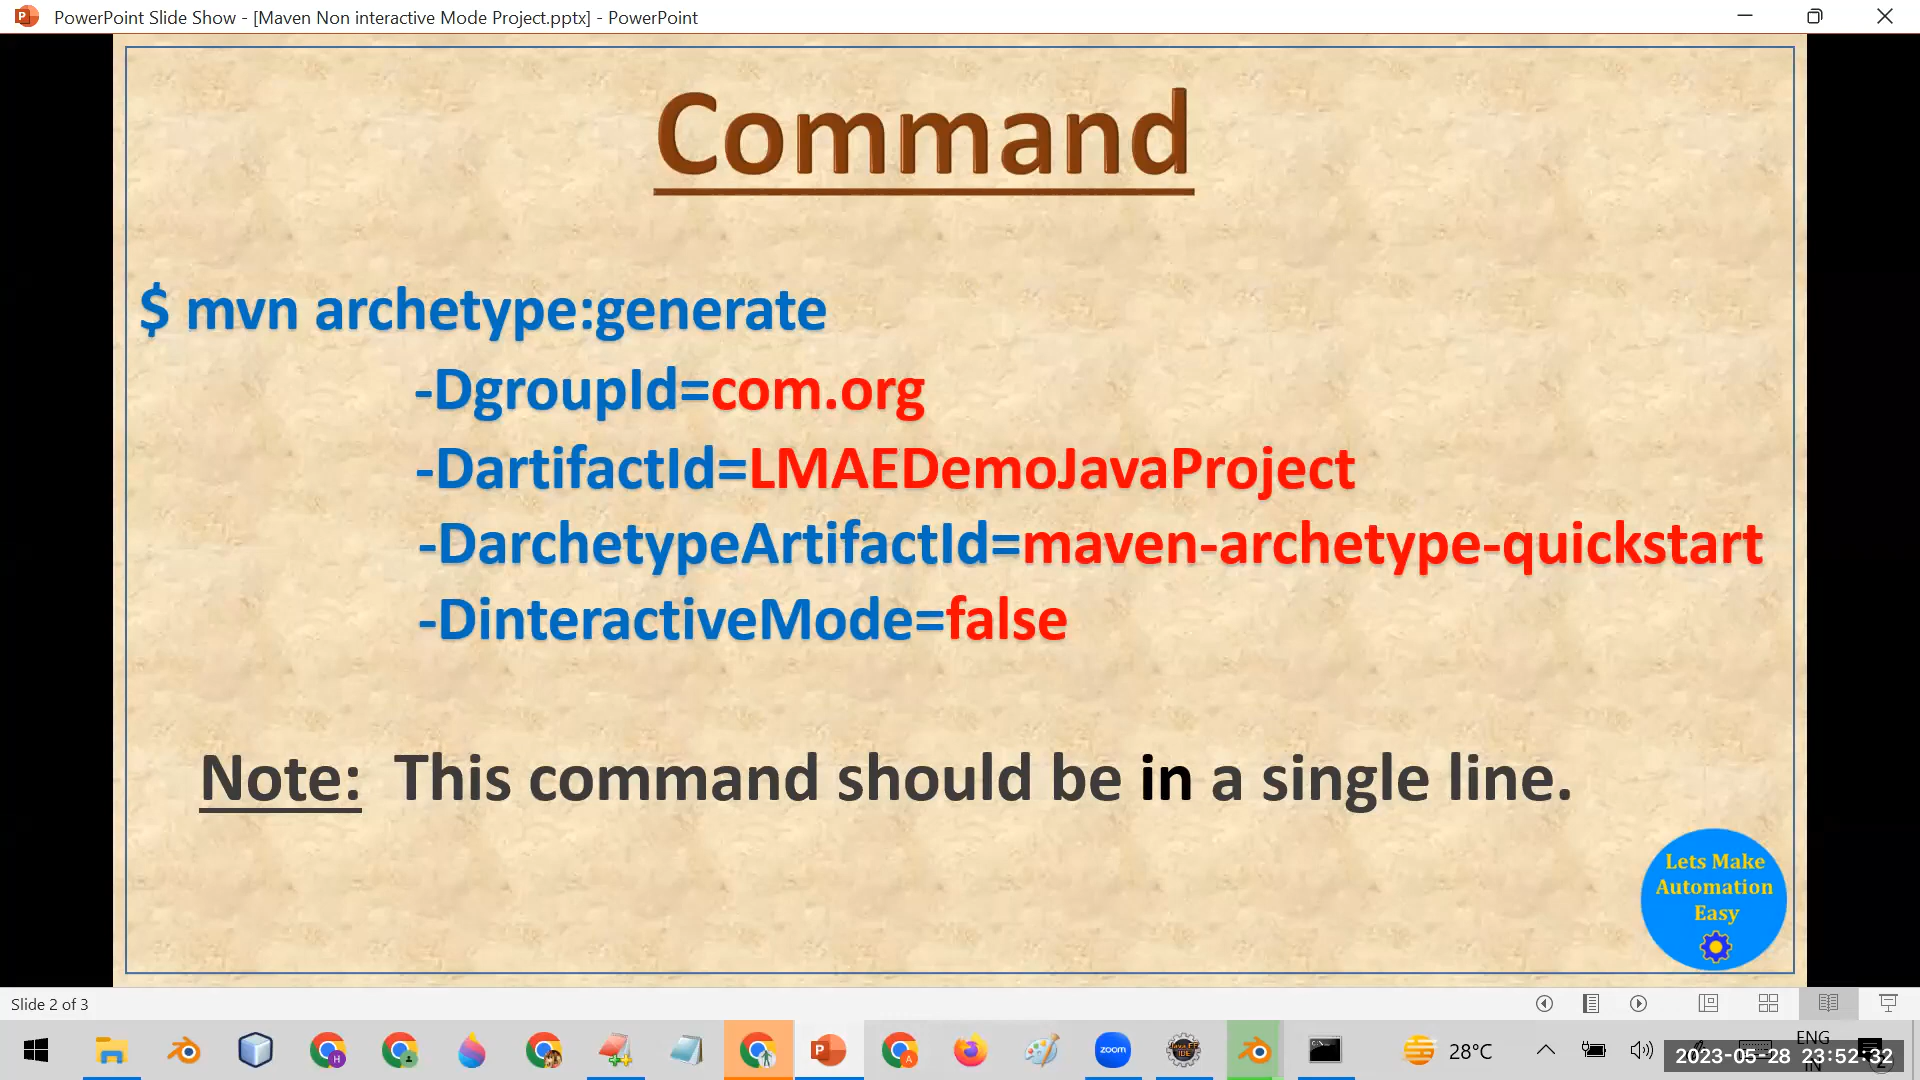 PowerPoint Slide Show - [Maven Non interactive Mode Project.pptx] - PowerPoint
Command
$ mvn archetype:generate
-DgroupId=com.org
-DartifactId=LMAEDemoJavaProject
-DarchetypeArtifactId=maven-archetype-quickstart
-DinteractiveMode=false
Note: This command should be in a single line.
Lets Make
Automation
Easy
Slide 2 of 3
zoom
28°C
ENG
2023-05-28 23:52:32